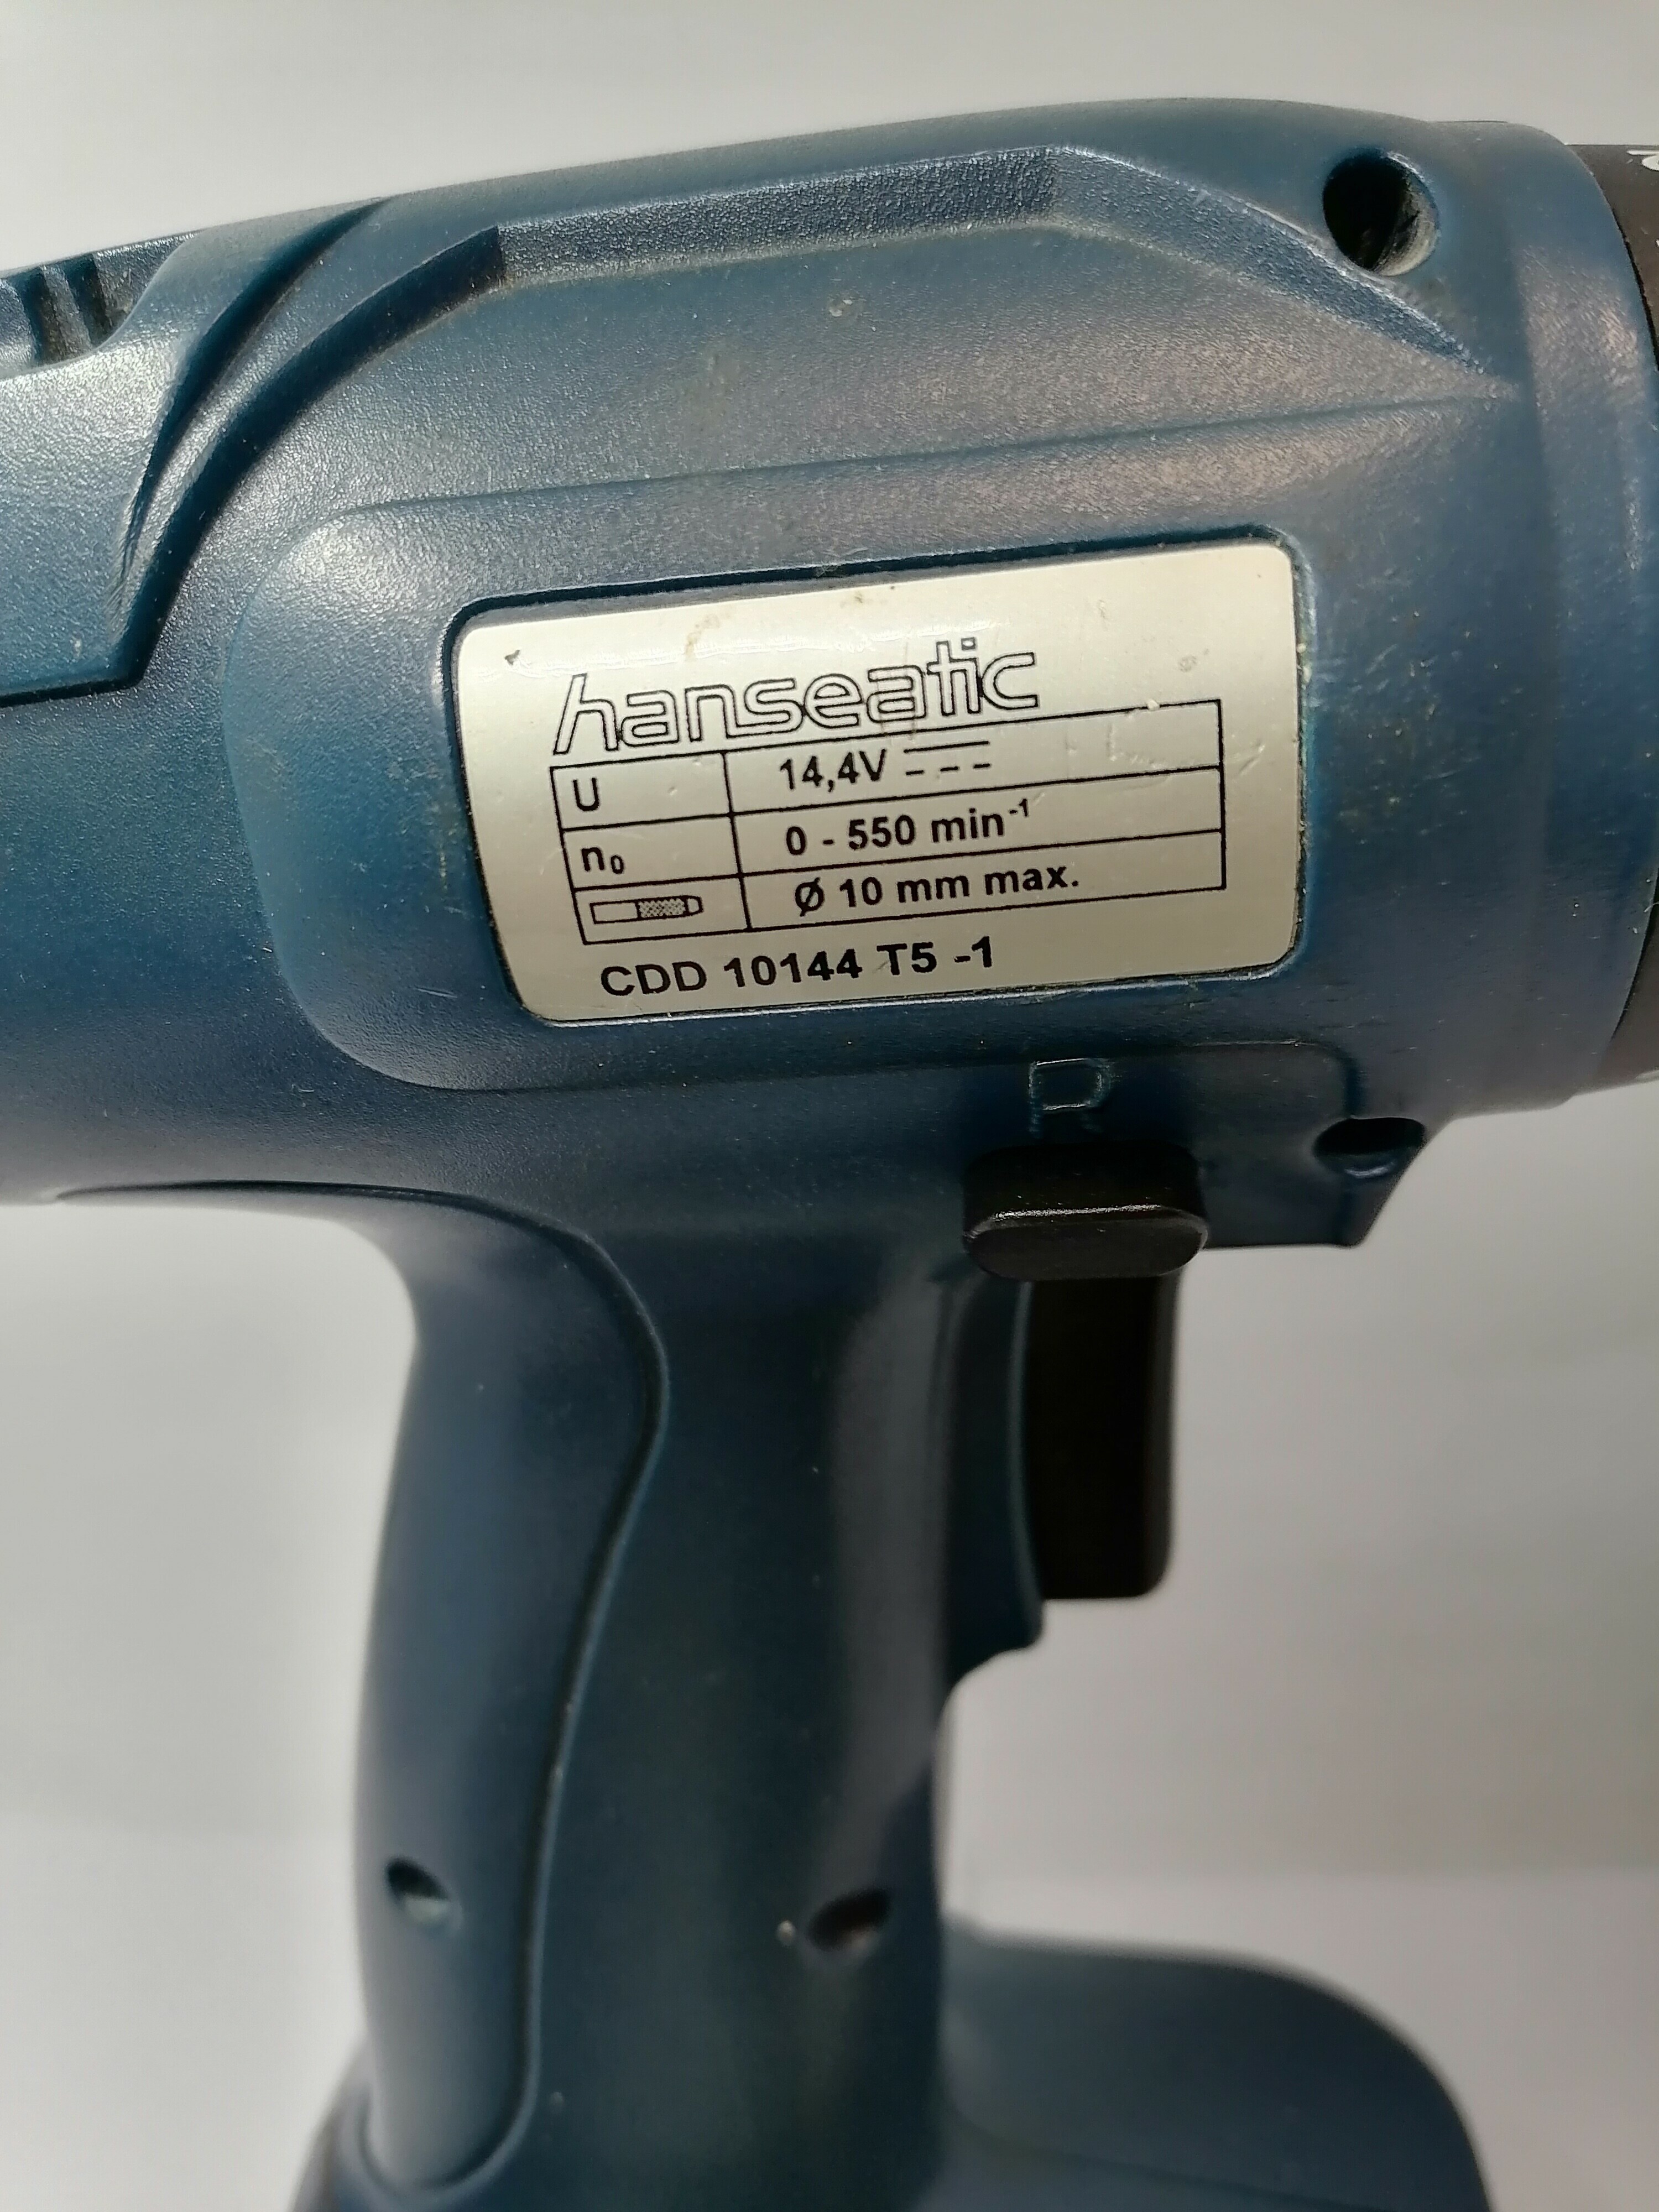 hanseatic
U 14,4V
n₀ 0 - 550 min⁻¹
Ø 10 mm max.
CDD 10144 T5 -1